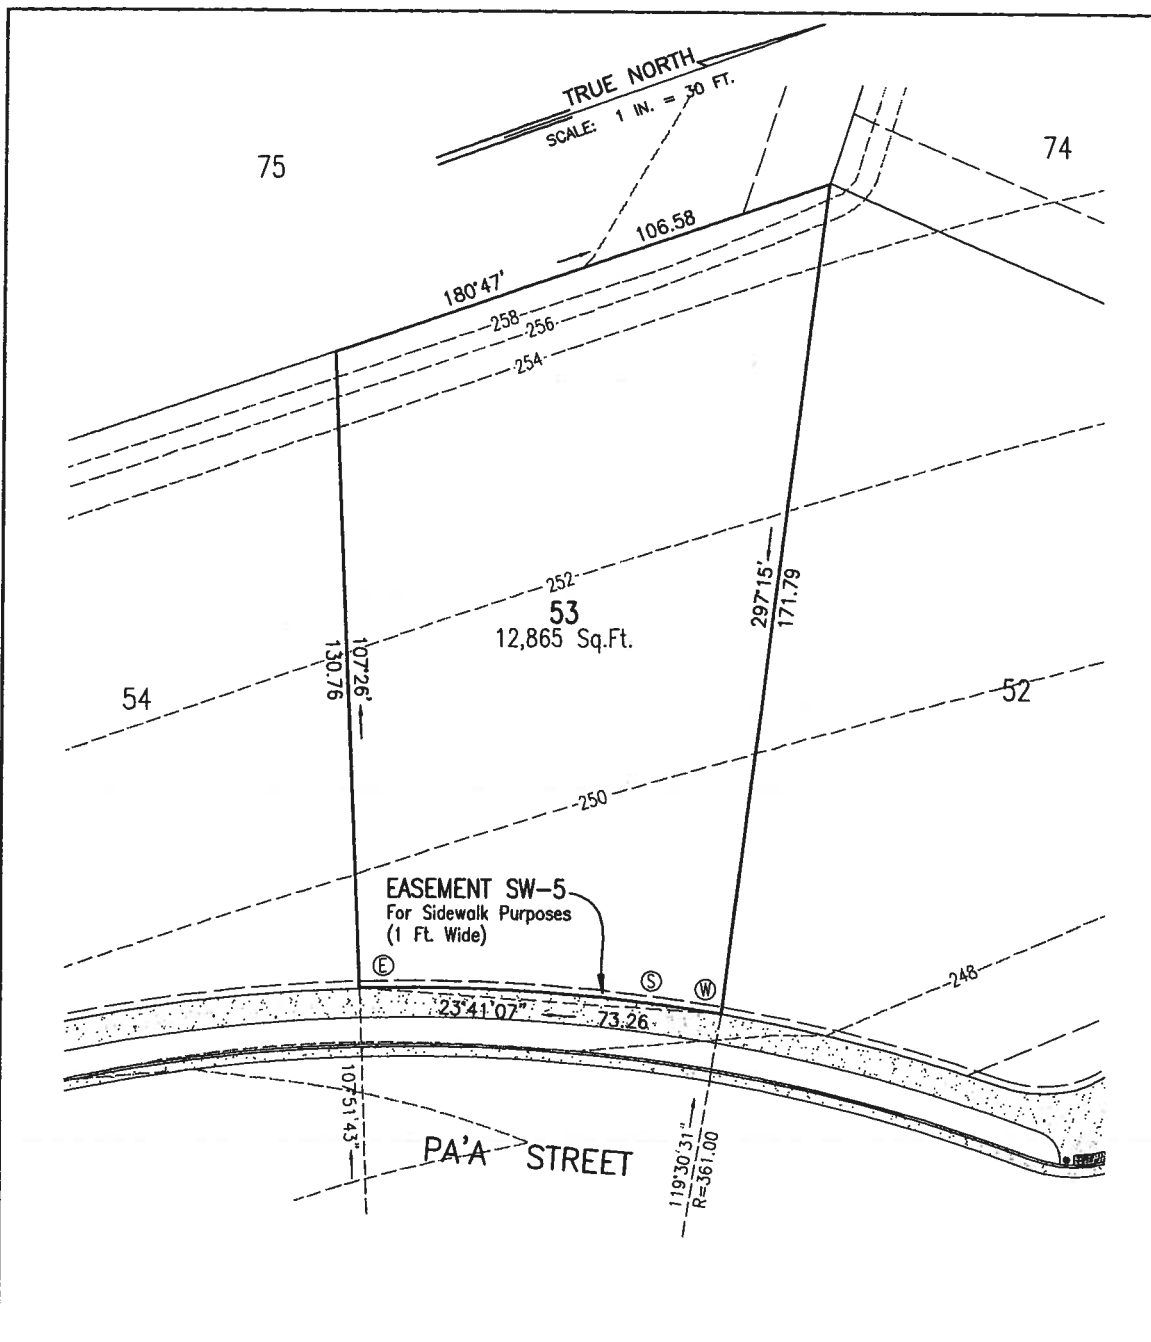 TRUE NORTH
SCALE: 1 IN. = 30 FT.
75
74
106.58
180°47'
258
256
254
252
53
12,865 Sq.Ft.
297°15'
171.79
107°26'
130.76
54
52
250
EASEMENT SW-5
For Sidewalk Purposes
(1 Ft. Wide)
E
S
W
248
23°41'07"
73.26
107°51'43"
PA'A STREET
119°30'31"
R=361.00